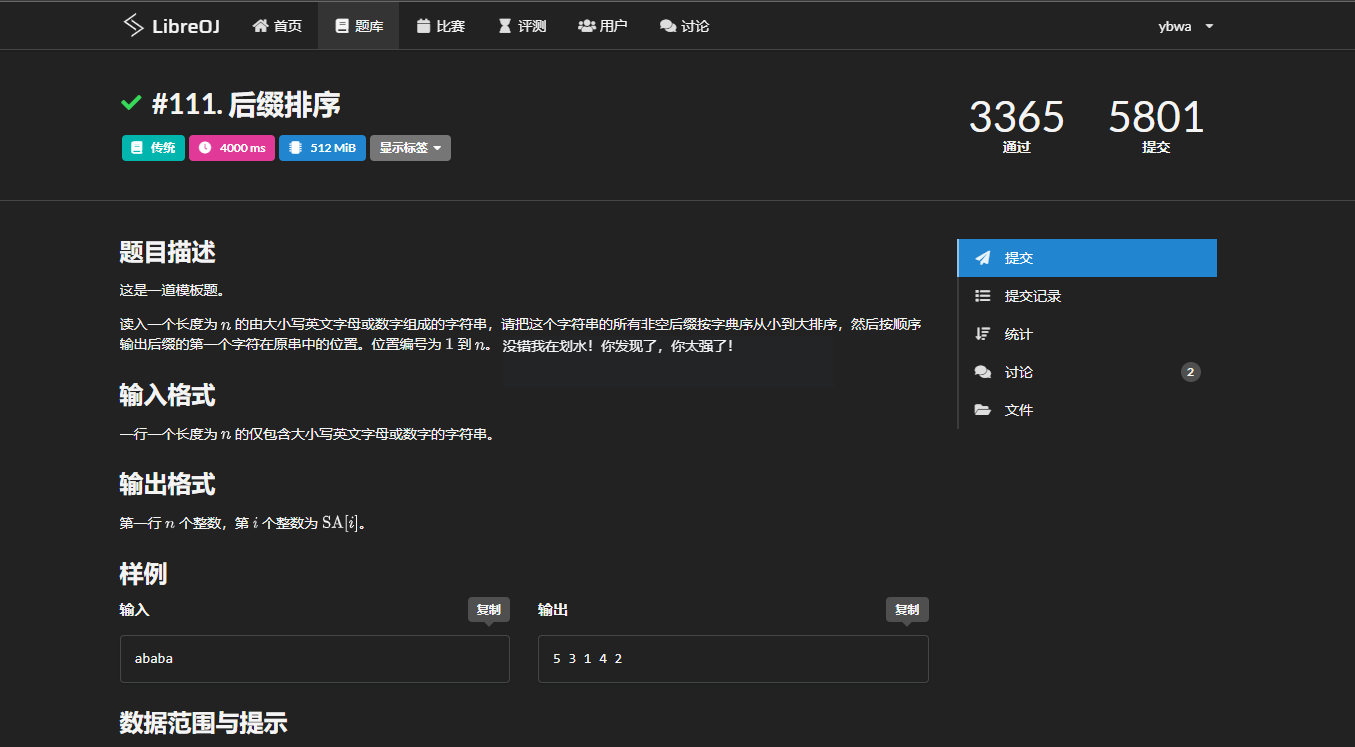 LibreOJ 首页 题库 比赛 评测 用户 讨论 ybwa
#111. 后缀排序
传统 4000 ms 512 MiB 显示标签
3365 5801
通过 提交
题目描述
这是一道模板题。
读入一个长度为 n 的由大小写英文字母或数字组成的字符串，请把这个字符串的所有非空后缀按字典序从小到大排序，然后按顺序
输出后缀的第一个字符在原串中的位置。位置编号为 1 到 n。 没错我在划水！你发现了，你太强了！
输入格式
一行一个长度为 n 的仅包含大小写英文字母或数字的字符串。
输出格式
第一行 n 个整数，第 i 个整数为 SA[i]。
样例
输入 复制 输出 复制
ababa 5 3 1 4 2
数据范围与提示
提交
提交记录
统计
讨论 2
文件